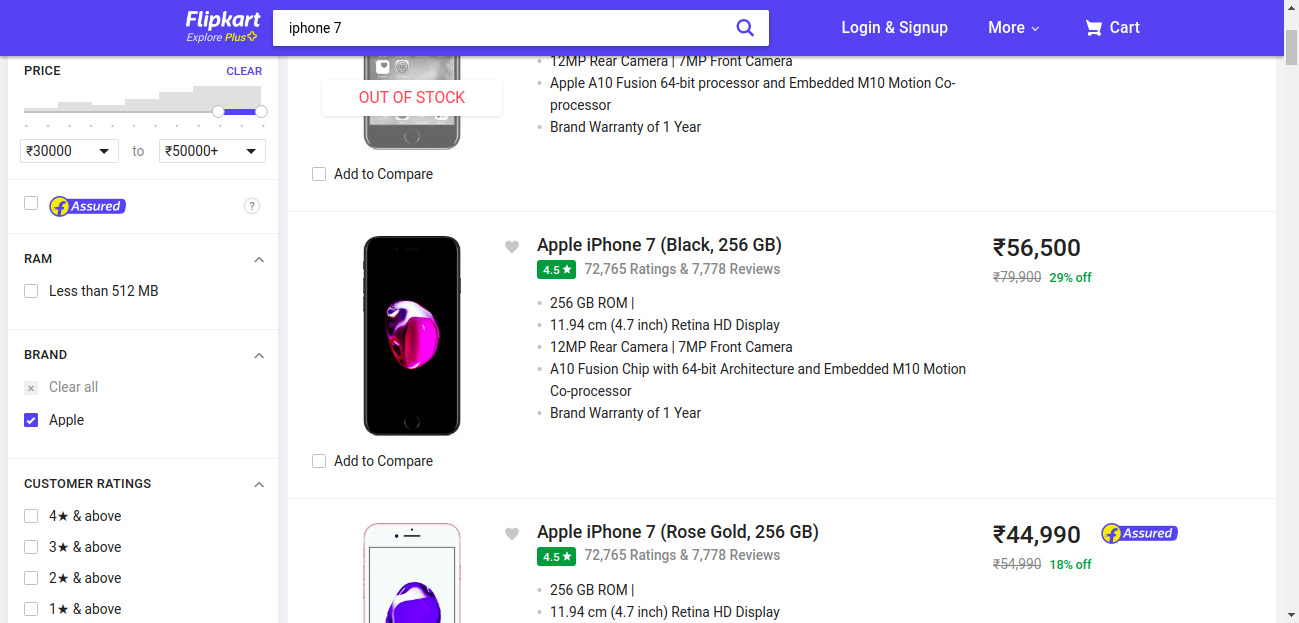 Flipkart
Explore Plus
iphone 7
Login & Signup
More
Cart
PRICE
CLEAR
₹30000
to
₹50000+
Assured
?
RAM
Less than 512 MB
BRAND
Clear all
Apple
CUSTOMER RATINGS
4★ & above
3★ & above
2★ & above
1★ & above
12MP Rear Camera | 7MP Front Camera
Apple A10 Fusion 64-bit processor and Embedded M10 Motion Co-
processor
Brand Warranty of 1 Year
OUT OF STOCK
Add to Compare
Apple iPhone 7 (Black, 256 GB)
4.5★ 72,765 Ratings & 7,778 Reviews
256 GB ROM |
11.94 cm (4.7 inch) Retina HD Display
12MP Rear Camera | 7MP Front Camera
A10 Fusion Chip with 64-bit Architecture and Embedded M10 Motion
Co-processor
Brand Warranty of 1 Year
₹56,500
₹79,900 29% off
Add to Compare
Apple iPhone 7 (Rose Gold, 256 GB)
4.5★ 72,765 Ratings & 7,778 Reviews
256 GB ROM |
11.94 cm (4.7 inch) Retina HD Display
₹44,990 Assured
₹54,990 18% off